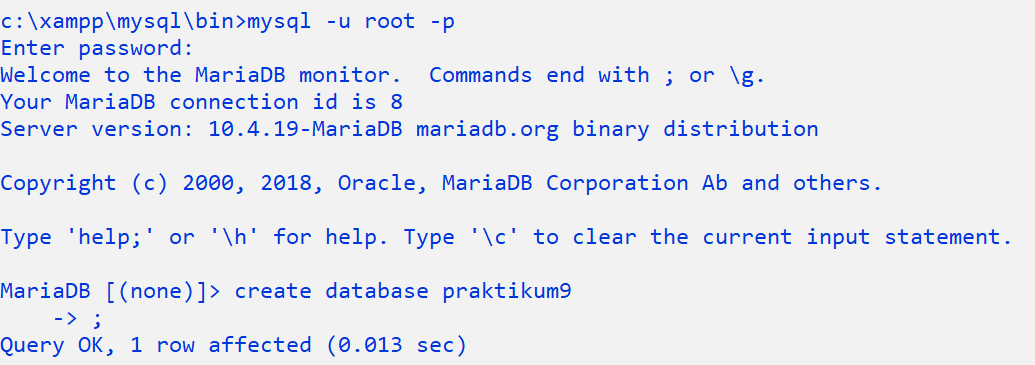 c:\xampp\mysql\bin>mysql -u root -p
Enter password:
Welcome to the MariaDB monitor.  Commands end with ; or \g.
Your MariaDB connection id is 8
Server version: 10.4.19-MariaDB mariadb.org binary distribution

Copyright (c) 2000, 2018, Oracle, MariaDB Corporation Ab and others.

Type 'help;' or '\h' for help. Type '\c' to clear the current input statement.

MariaDB [(none)]> create database praktikum9
    -> ;
Query OK, 1 row affected (0.013 sec)